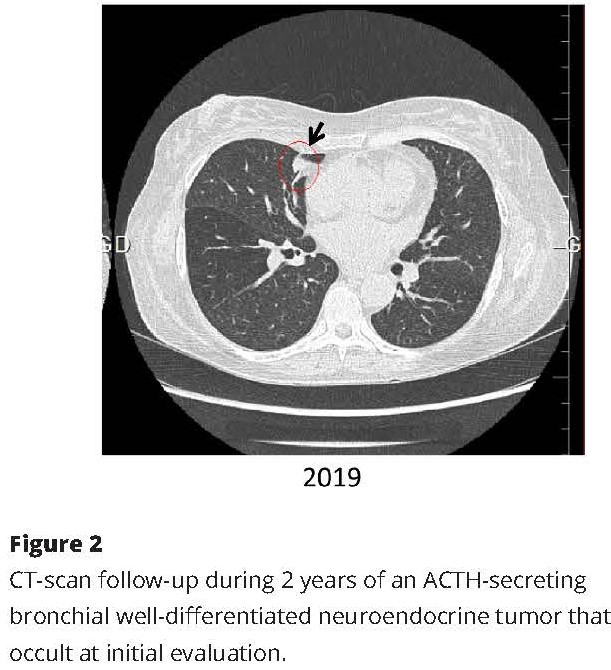 GD
G
2019
Figure 2
CT-scan follow-up during 2 years of an ACTH-secreting
bronchial well-differentiated neuroendocrine tumor that
occult at initial evaluation.